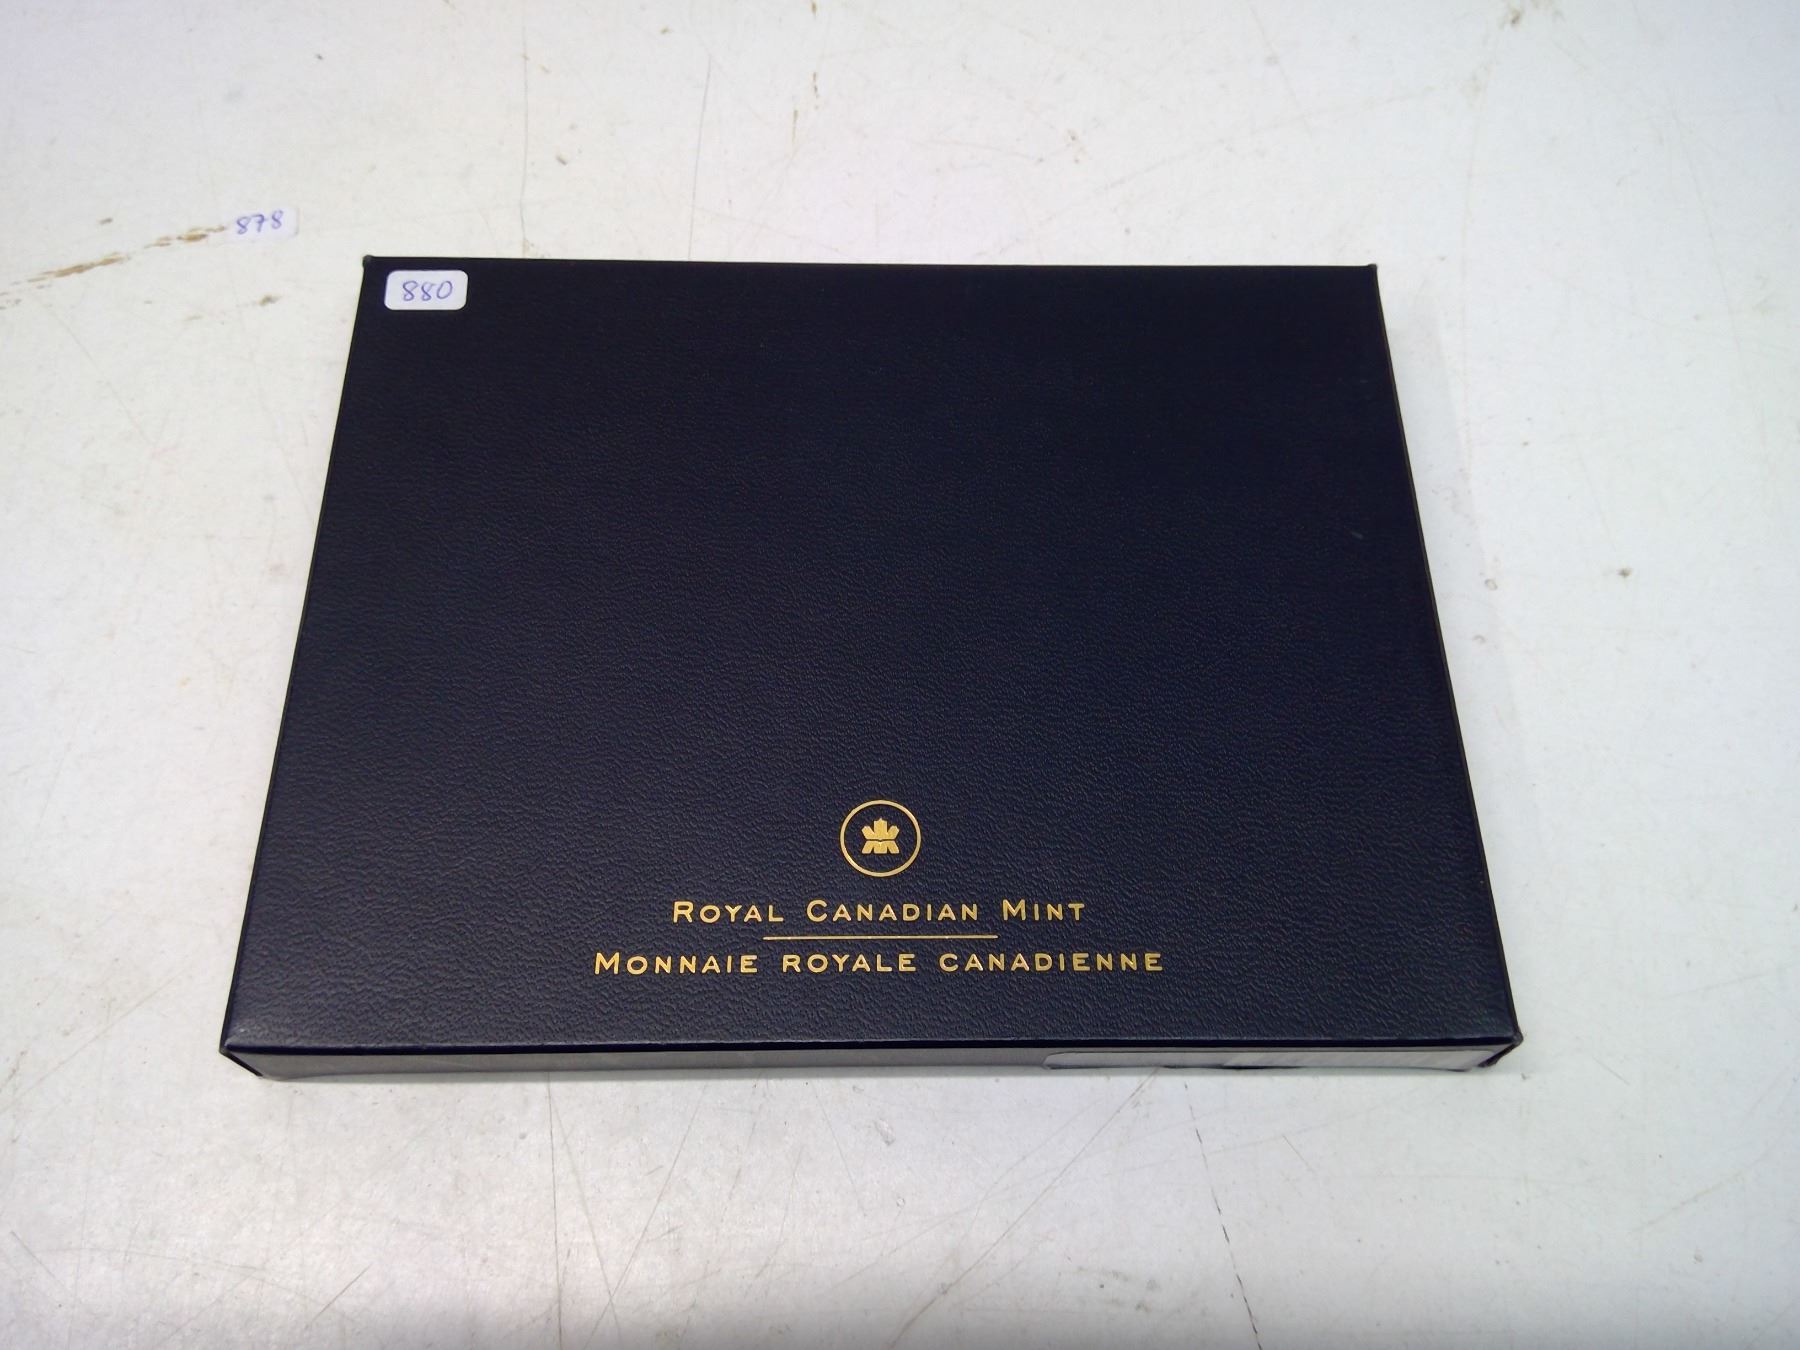 878
880
ROYAL CANADIAN MINT
MONNAIE ROYALE CANADIENNE